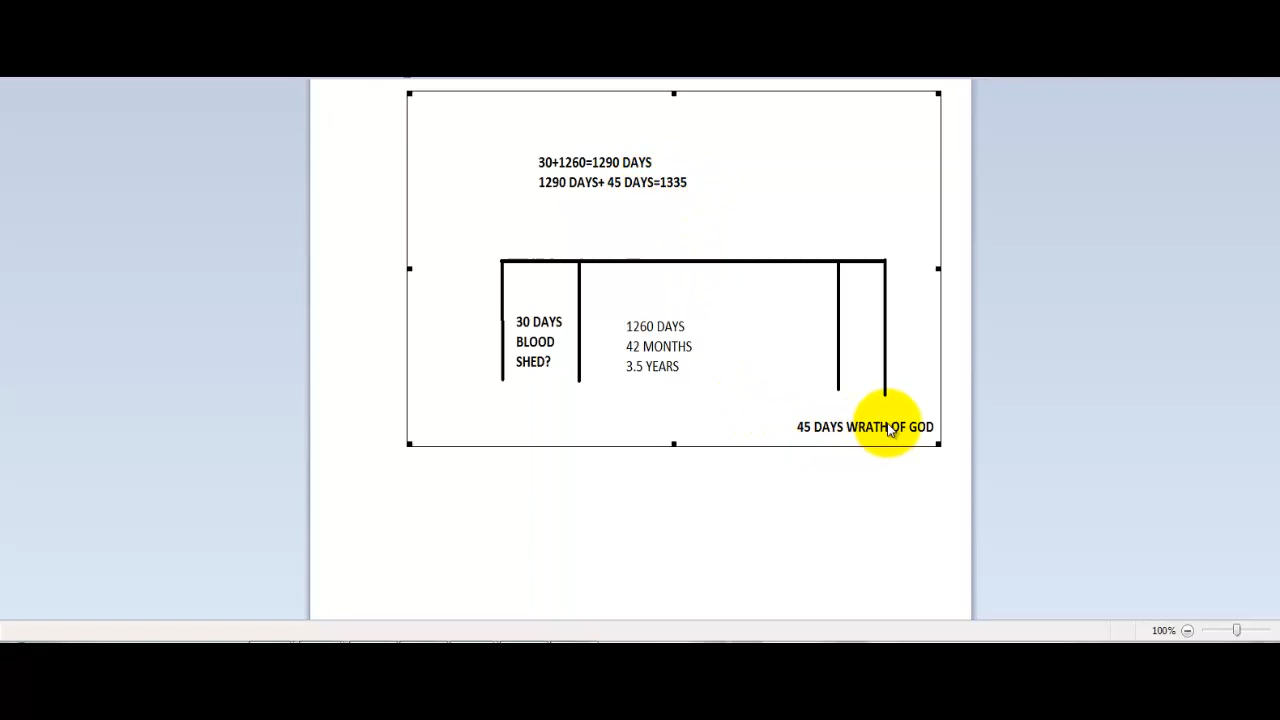 30+1260=1290 DAYS
1290 DAYS+ 45 DAYS=1335
30 DAYS
BLOOD
SHED?
1260 DAYS
42 MONTHS
3.5 YEARS
45 DAYS WRATH OF GOD
100%